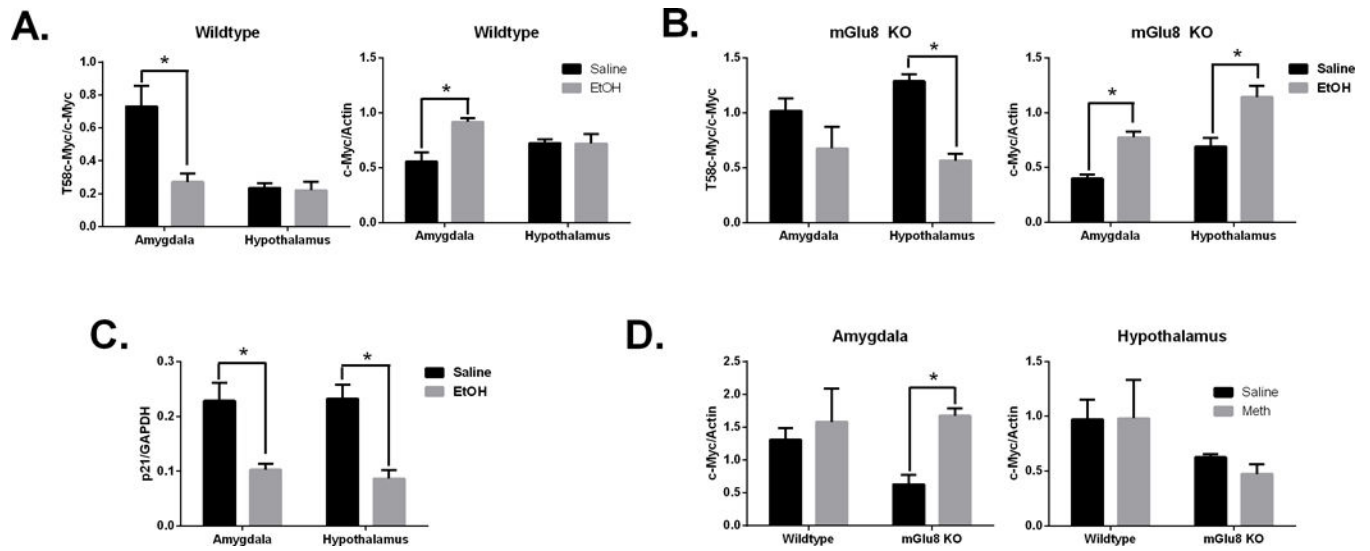 A.
Wildtype
T58c-Myc/c-Myc
1.0
0.8
0.6
0.4
0.2
0.0
*
Amygdala
Hypothalamus
Wildtype
c-Myc/Actin
1.5
1.0
0.5
0.0
*
Saline
EtOH
Amygdala
Hypothalamus
B.
mGlu8 KO
T58c-Myc/c-Myc
1.5
1.0
0.5
0.0
*
Amygdala
Hypothalamus
mGlu8 KO
c-Myc/Actin
1.5
1.0
0.5
0.0
*
*
Saline
EtOH
Amygdala
Hypothalamus
C.
p21/GAPDH
0.3
0.2
0.1
0.0
*
*
Saline
EtOH
Amygdala
Hypothalamus
D.
Amygdala
c-Myc/Actin
2.5
2.0
1.5
1.0
0.5
0.0
*
Wildtype
mGlu8 KO
Hypothalamus
c-Myc/Actin
1.5
1.0
0.5
0.0
Saline
Meth
Wildtype
mGlu8 KO